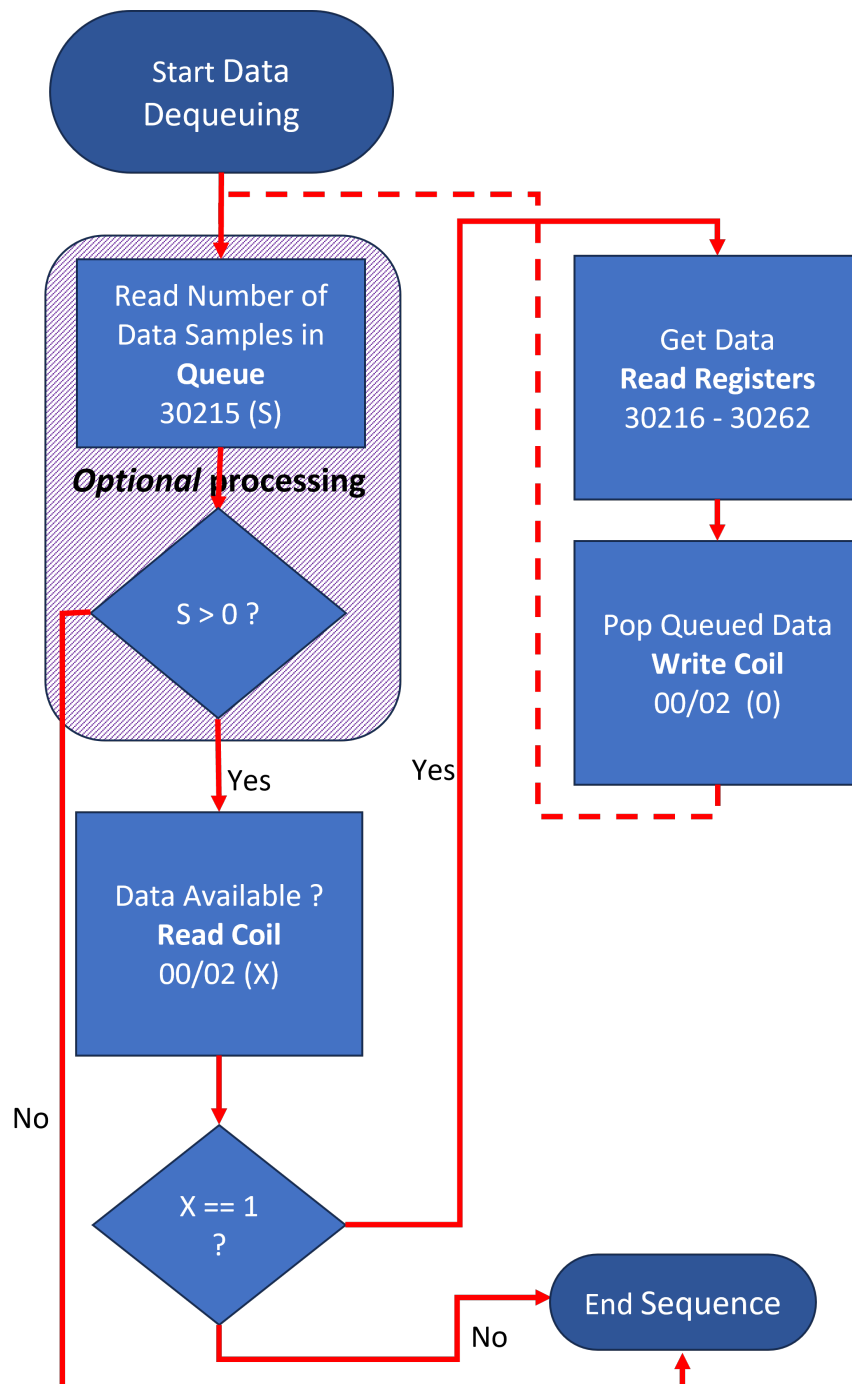 Start Data
Dequeuing
Read Number of
Data Samples in
Queue
30215 (S)
Optional processing
S > 0 ?
Yes
Data Available ?
Read Coil
00/02 (X)
No
X == 1
?
Yes
No
Get Data
Read Registers
30216 - 30262
Pop Queued Data
Write Coil
00/02 (0)
End Sequence